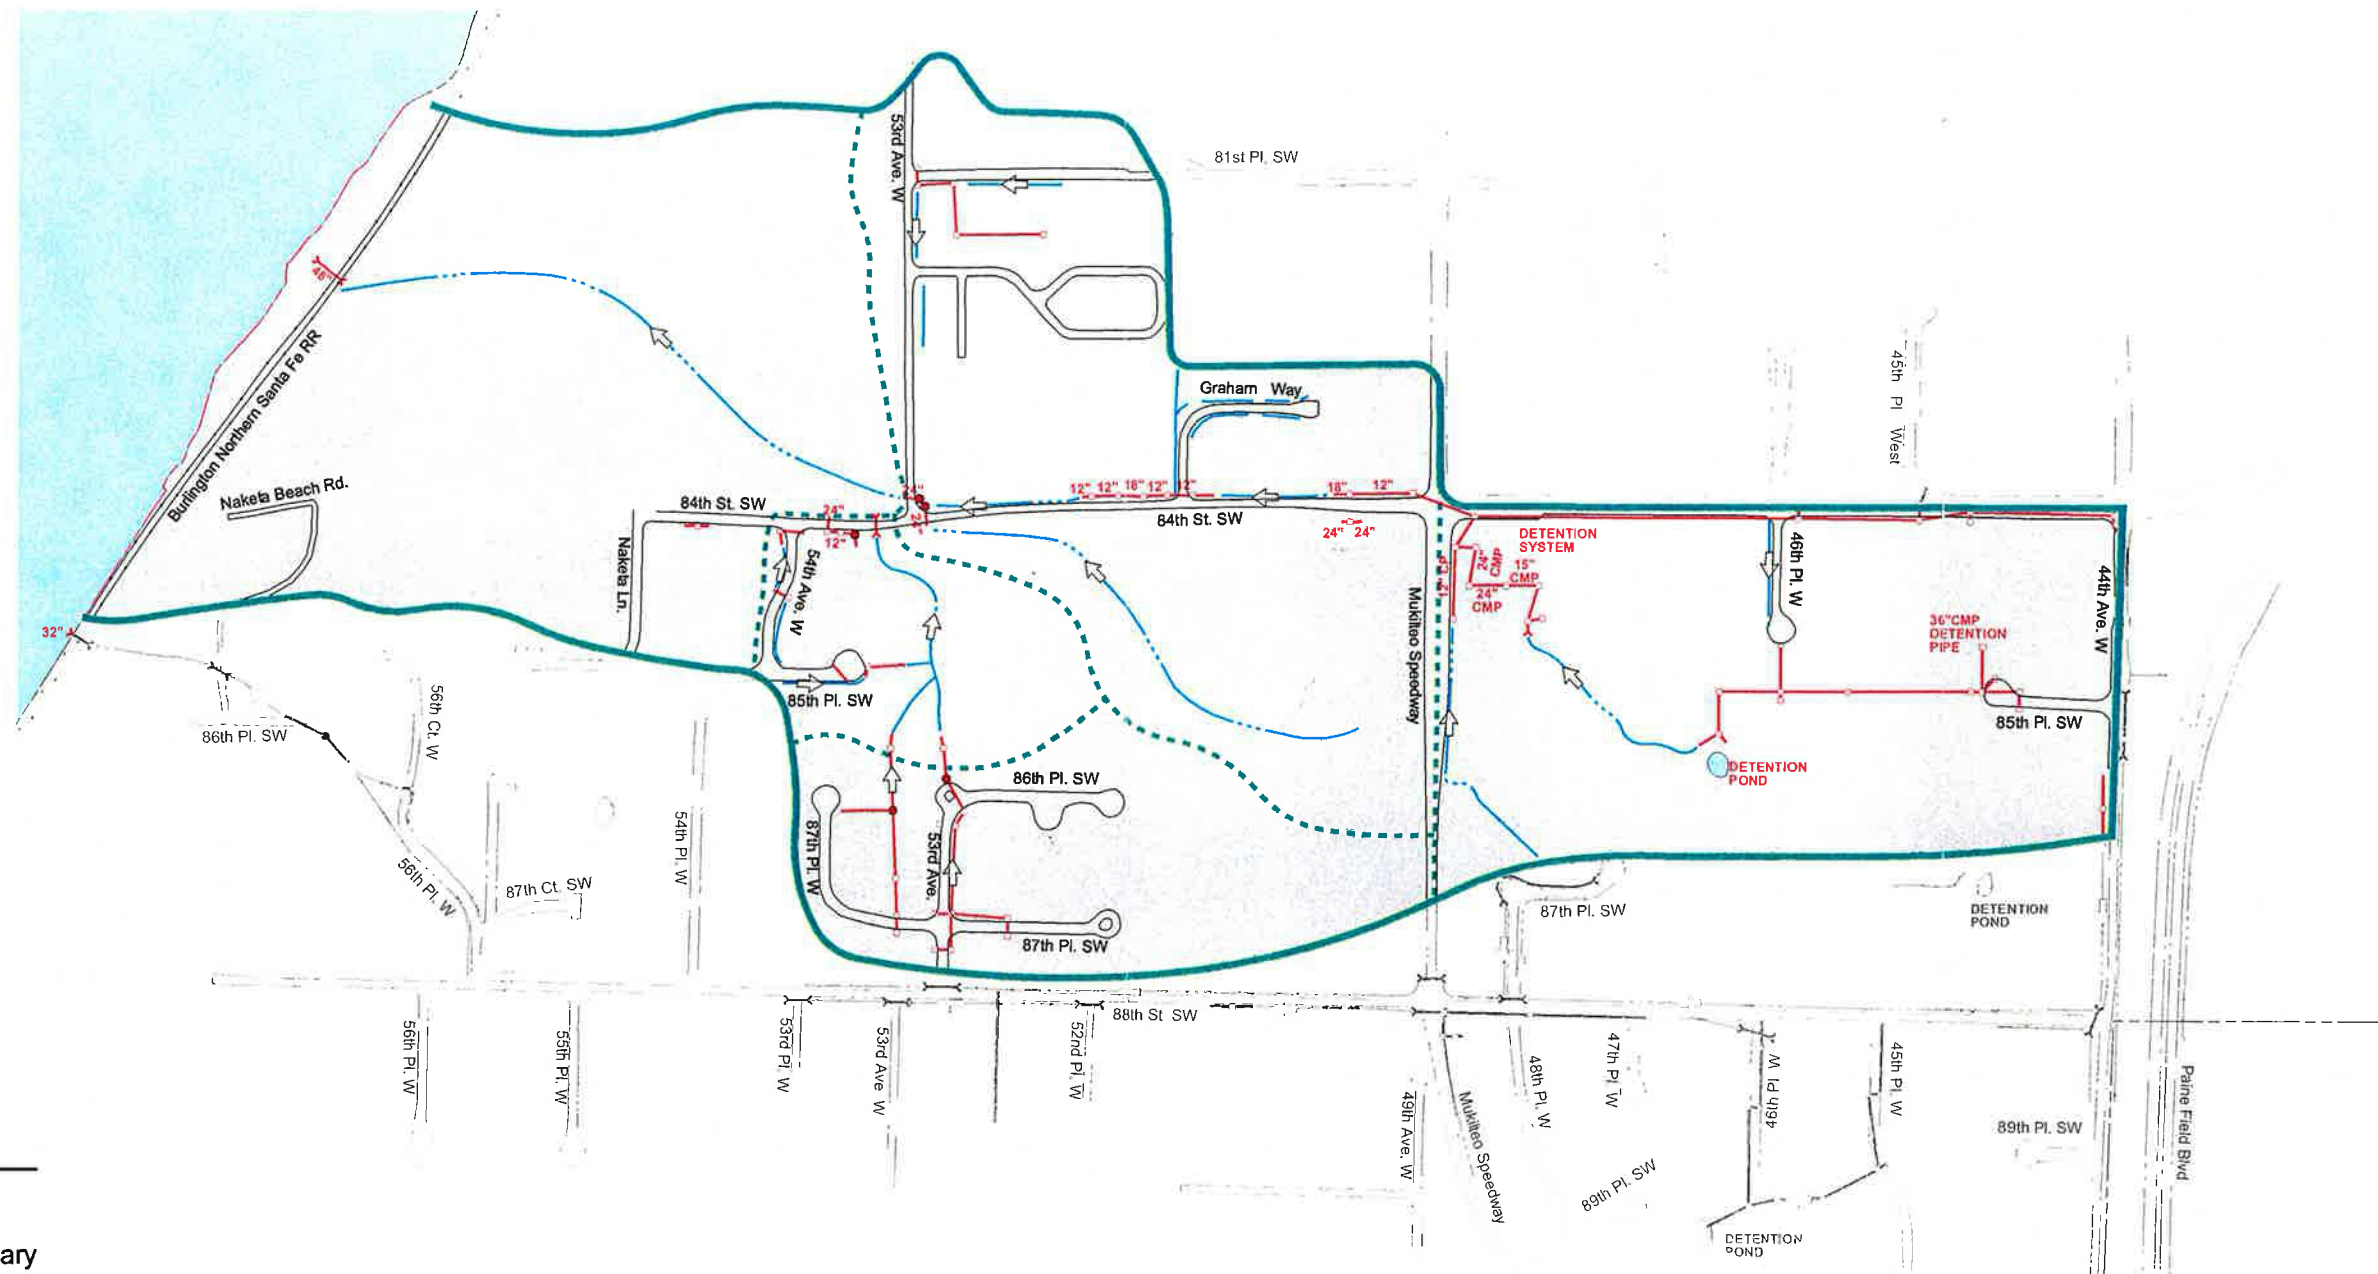 53rd Ave. W
81st Pl. SW
48"
Burlington Northern Santa Fe RR
45th Pl West
Graham Way
Naketa Beach Rd.
84th St. SW
24"
24"
24"
12"
12" 12" 18" 12" 12"
18" 12"
84th St. SW
24" 24"
DETENTION
SYSTEM
24"
CMP
15"
CMP
24"
CMP
12" CP
46th Pl. W
44th Ave. W
Naketa Ln.
54th Ave. W
Mukilteo Speedway
36"CMP
DETENTION
PIPE
32"
85th Pl. SW
85th Pl. SW
86th Pl. SW
56th Ct. W
DETENTION
POND
86th Pl. SW
54th Pl. W
87th Pl. W
53rd Ave.
56th Pl. W
87th Ct. SW
87th Pl. SW
87th Pl. SW
DETENTION
POND
88th St SW
56th Pl. W
55th Pl. W
53rd Pl. W
53rd Ave W
52nd Pl. W
49th Ave. W
Mukilteo Speedway
48th Pl. W
47th Pl W
46th Pl W
45th Pl. W
89th Pl. SW
89th Pl. SW
Paine Field Blvd
DETENTION
POND
ary